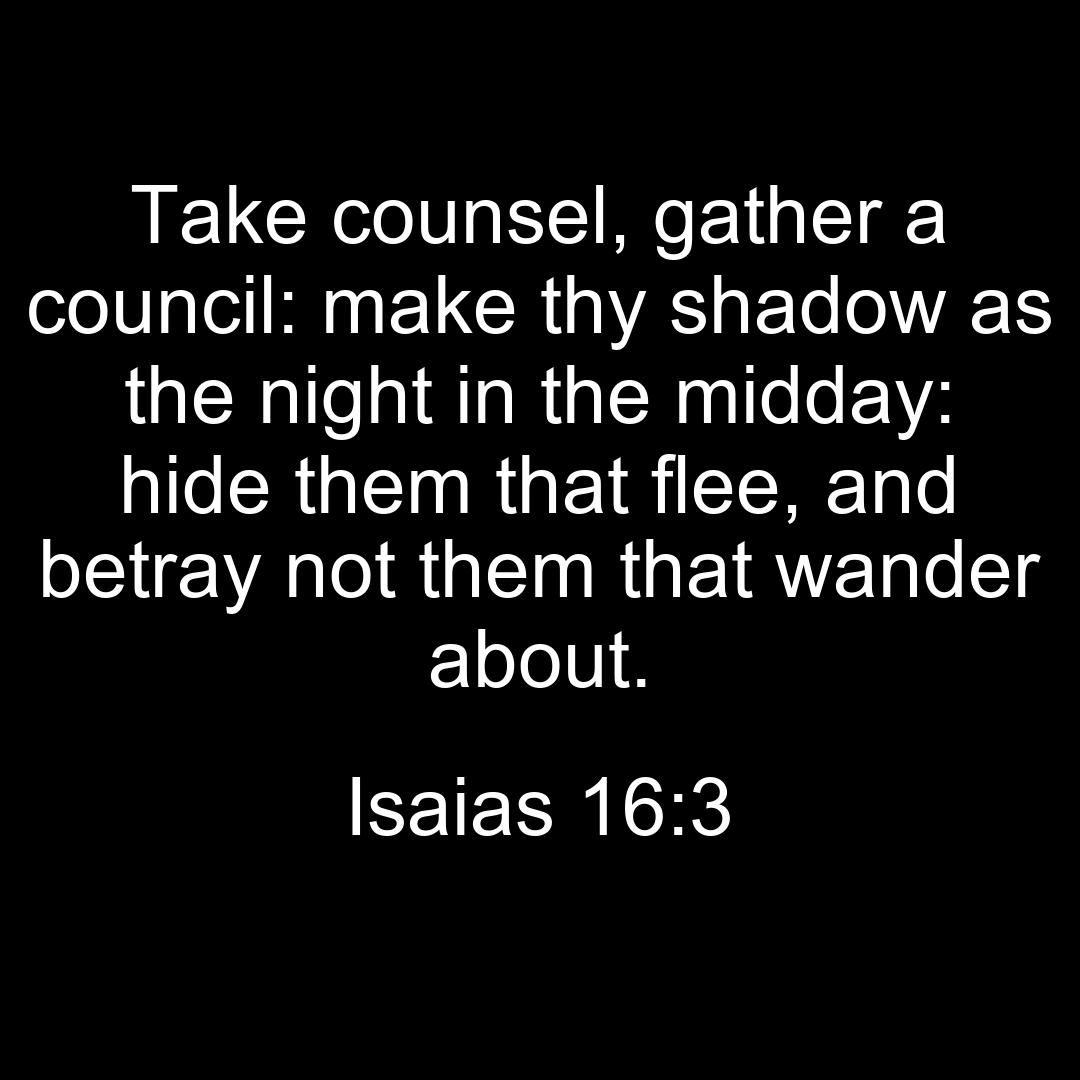 Take counsel, gather a
council: make thy shadow as
the night in the midday:
hide them that flee, and
betray not them that wander
about.
Isaias 16:3